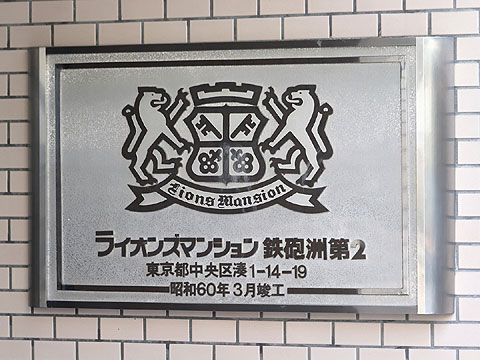 Lions Mansion
ライオンズマンション 鉄砲洲第2
東京都中央区湊1-14-19
昭和60年3月竣工